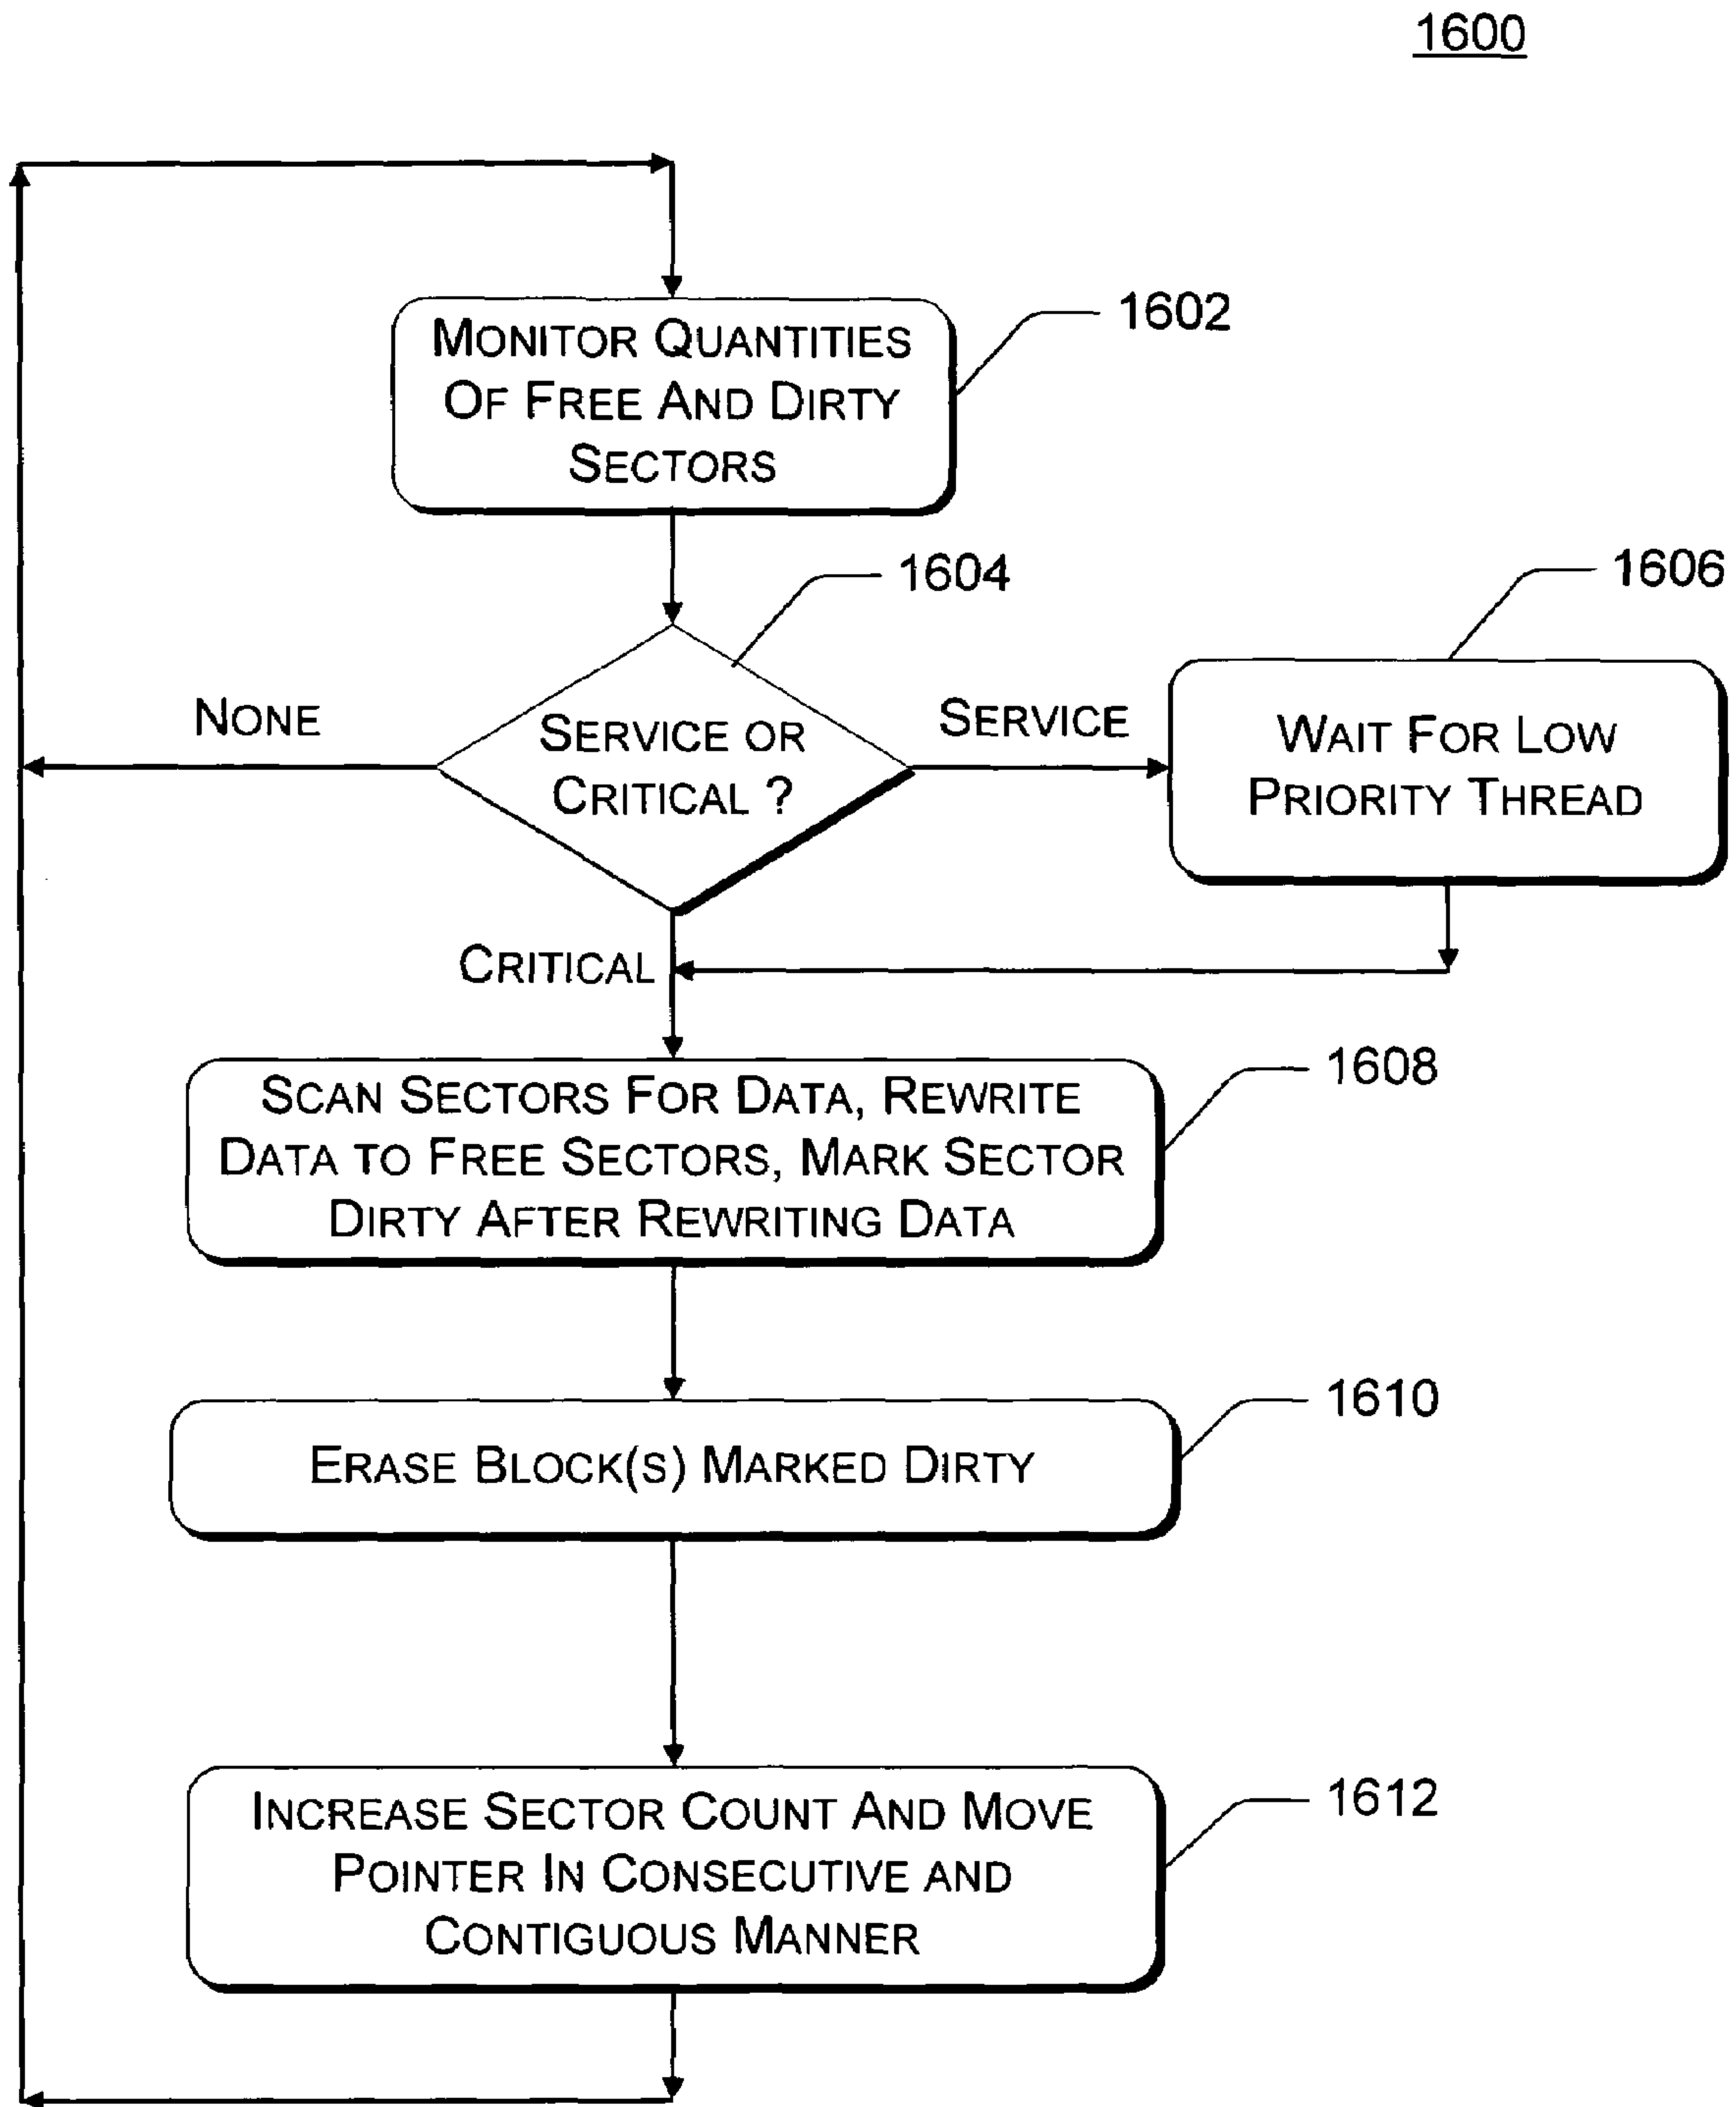 1600
MONITOR QUANTITIES
OF FREE AND DIRTY
SECTORS
1602
1604
1606
NONE
SERVICE OR
CRITICAL ?
SERVICE
WAIT FOR LOW
PRIORITY THREAD
CRITICAL
SCAN SECTORS FOR DATA, REWRITE
DATA TO FREE SECTORS, MARK SECTOR
DIRTY AFTER REWRITING DATA
1608
ERASE BLOCK(S) MARKED DIRTY
1610
INCREASE SECTOR COUNT AND MOVE
POINTER IN CONSECUTIVE AND
CONTIGUOUS MANNER
1612